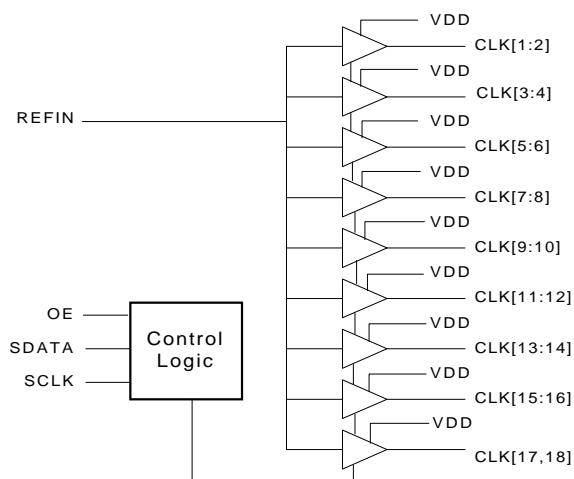 VDD
CLK[1:2]
VDD
CLK[3:4]
REFIN
VDD
CLK[5:6]
VDD
CLK[7:8]
VDD
CLK[9:10]
VDD
CLK[11:12]
OE
SDATA
SCLK
Control
Logic
VDD
CLK[13:14]
VDD
CLK[15:16]
VDD
CLK[17,18]